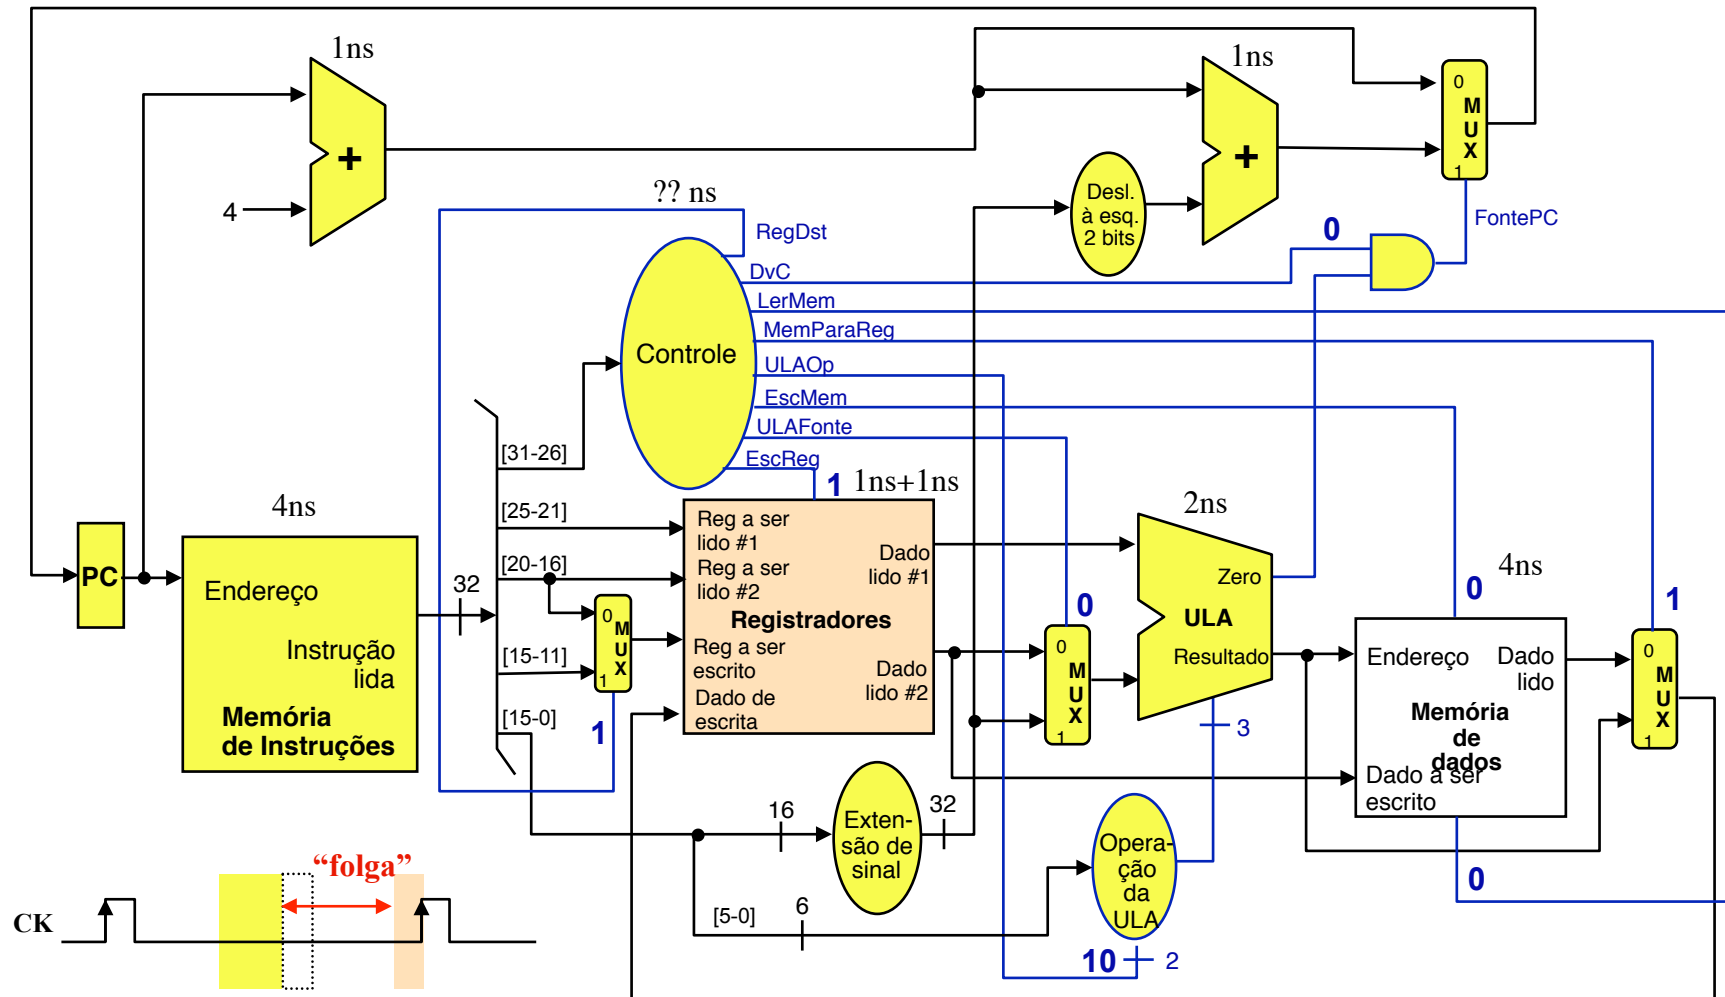 1ns
1ns
0
M
U
X
1
+
+
4
Desl.
à esq.
2 bits
?? ns
RegDst
FontePC
0
DvC
LerMem
MemParaReg
Controle
ULAOp
EscMem
ULAFonte
EscReg
[31-26]
1
1ns+1ns
4ns
[25-21]
2ns
Reg a ser
lido #1
Dado
lido #1
[20-16]
Reg a ser
lido #2
PC
Endereço
32
0
M
U
X
1
Registradores
Zero
ULA
4ns
0
1
0
Instrução
lida
Reg a ser
escrito
[15-11]
Dado
lido #2
0
M
U
X
1
Resultado
Endereço
Dado
lido
0
M
U
X
1
Memória
de Instruções
Dado de
escrita
[15-0]
1
3
Memória
de
dados
Dado a ser
escrito
16
Exten-
são de
sinal
32
Opera-
ção
da
ULA
0
[5-0]
6
10
2
“folga”
CK